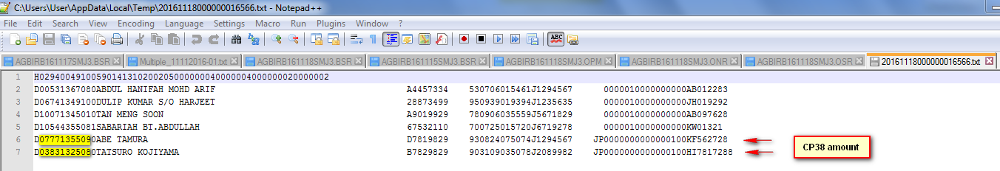 C:\Users\User\AppData\Local\Temp\20161118000000016566.txt - Notepad++
File Edit Search View Encoding Language Settings Macro Run Plugins Window ?
AGBIRB161117SMJ3.BSR Multiple_11112016-01.txt AGBIRB161118SMJ3.BSR AGBIRB161115SMJ3.BSR AGBIRB161118SMJ3.OPM AGBIRB161118SMJ3.ONR AGBIRB161118SMJ3.OSR 20161118000000016566.txt
1 H02940049100590141310200205000000040000004000000020000002
2 D00531367080ABDUL HANIFAH MOHD ARIF A4457334 530706015461J1294567 0000010000000000AB012283
3 D06741349100DULIP KUMAR S/O HARJEET 28873499 950939019394J1235635 0000010000000000JH019292
4 D10071345010TAN MENG SOON A9019929 780906035559J5671829 0000010000000000AB097628
5 D10544355081SABARIAH BT.ABDULLAH 67532110 700725015720J6719278 0000010000000000KW01321
6 D07771355090ABE TAMURA D7819829 930824075074J1294567 JP0000000000000100KF562728
7 D03831325080TATSURO KOJIYAMA B7829829 903109035078J2089982 JP0000000000000100HI7817288
CP38 amount